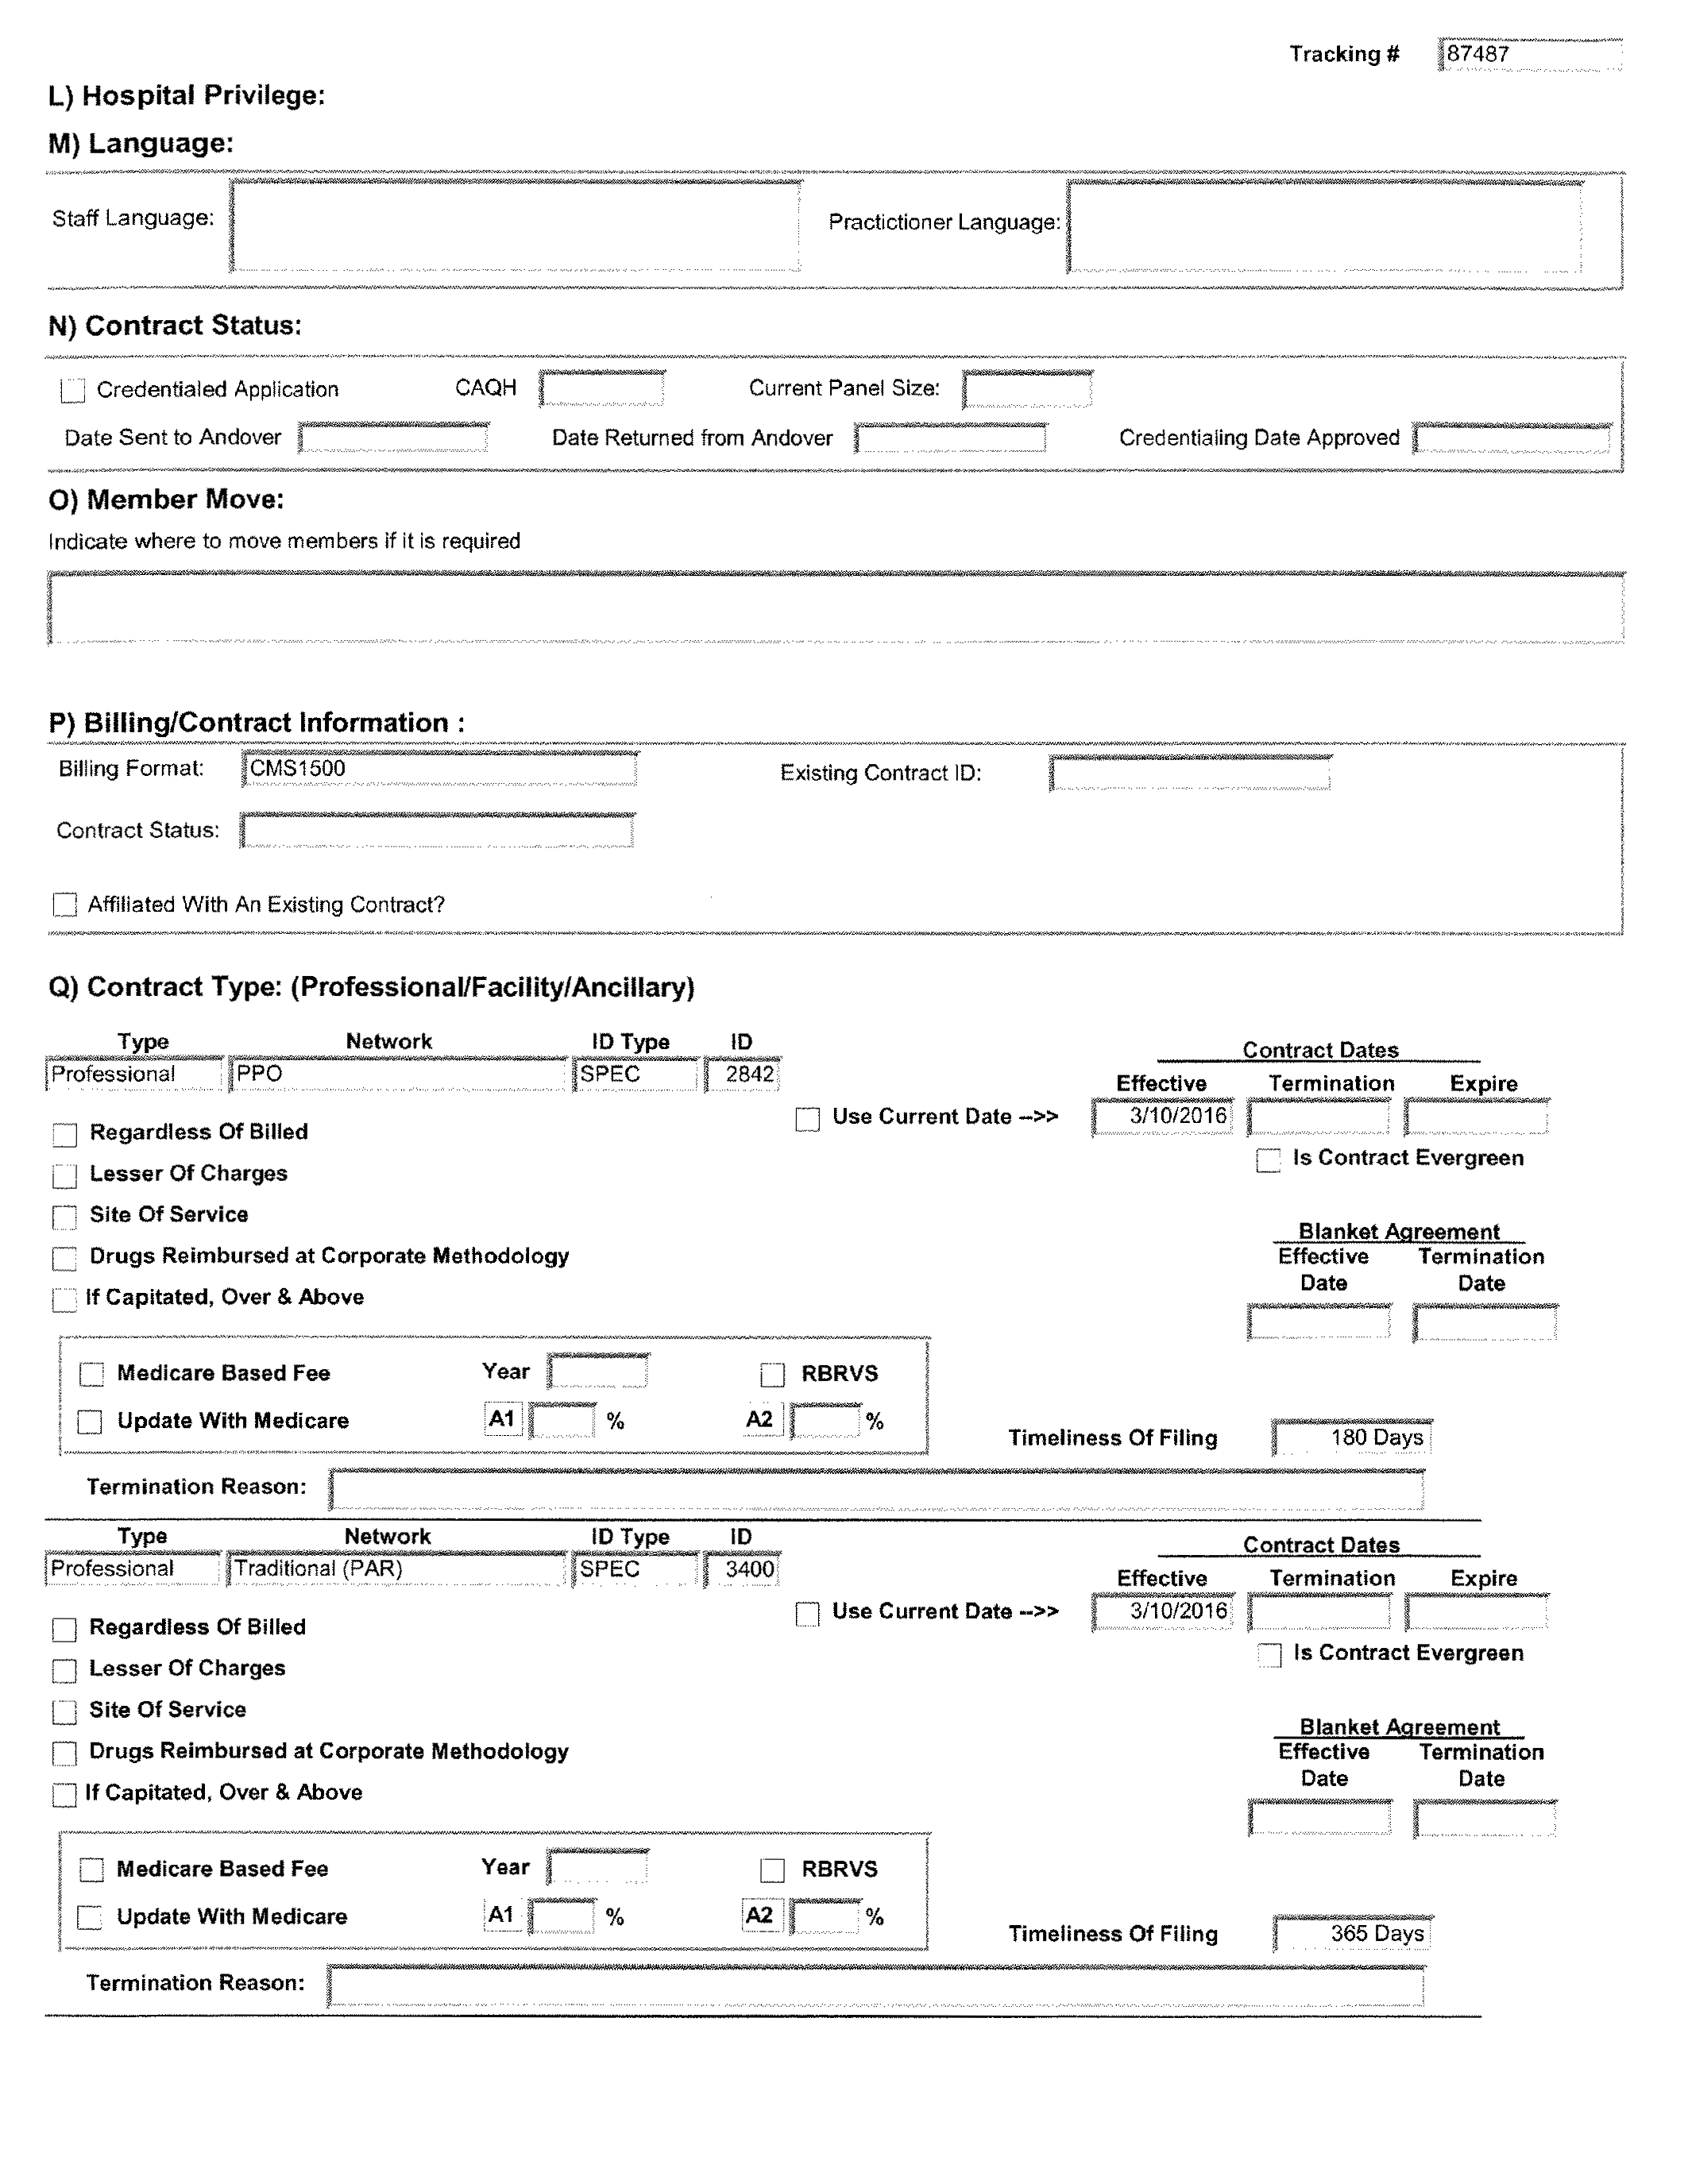 Tracking # 87487
L) Hospital Privilege:
M) Language:
Staff Language: Practictioner Language:
N) Contract Status:
Credentialed Application CAQH Current Panel Size:
Date Sent to Andover Date Returned from Andover Credentialing Date Approved
O) Member Move:
Indicate where to move members if it is required
P) Billing/Contract Information :
Billing Format: CMS1500 Existing Contract ID:
Contract Status:
Affiliated With An Existing Contract?
Q) Contract Type: (Professional/Facility/Ancillary)
Type Network ID Type ID
Contract Dates
Professional PPO SPEC 2842
Effective Termination Expire
Use Current Date -->> 3/10/2016
Regardless Of Billed
Is Contract Evergreen
Lesser Of Charges
Site Of Service
Blanket Agreement
Drugs Reimbursed at Corporate Methodology
Effective Date Termination Date
If Capitated, Over & Above
Medicare Based Fee Year RBRVS
Update With Medicare A1 % A2 %
Timeliness Of Filing 180 Days
Termination Reason:
Type Network ID Type ID
Contract Dates
Professional Traditional (PAR) SPEC 3400
Effective Termination Expire
Use Current Date -->> 3/10/2016
Regardless Of Billed
Is Contract Evergreen
Lesser Of Charges
Site Of Service
Blanket Agreement
Drugs Reimbursed at Corporate Methodology
Effective Date Termination Date
If Capitated, Over & Above
Medicare Based Fee Year RBRVS
Update With Medicare A1 % A2 %
Timeliness Of Filing 365 Days
Termination Reason: